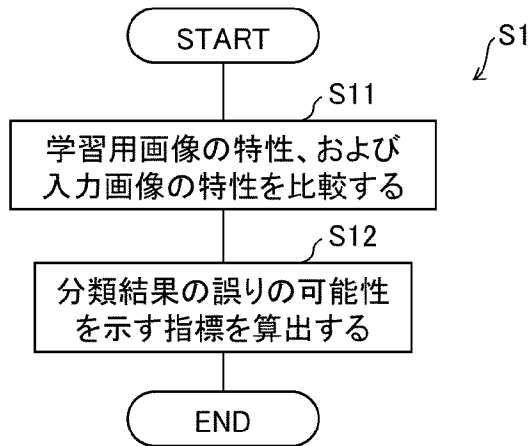 START
S1
S11
学習用画像の特性、および
入力画像の特性を比較する
S12
分類結果の誤りの可能性
を示す指標を算出する
END